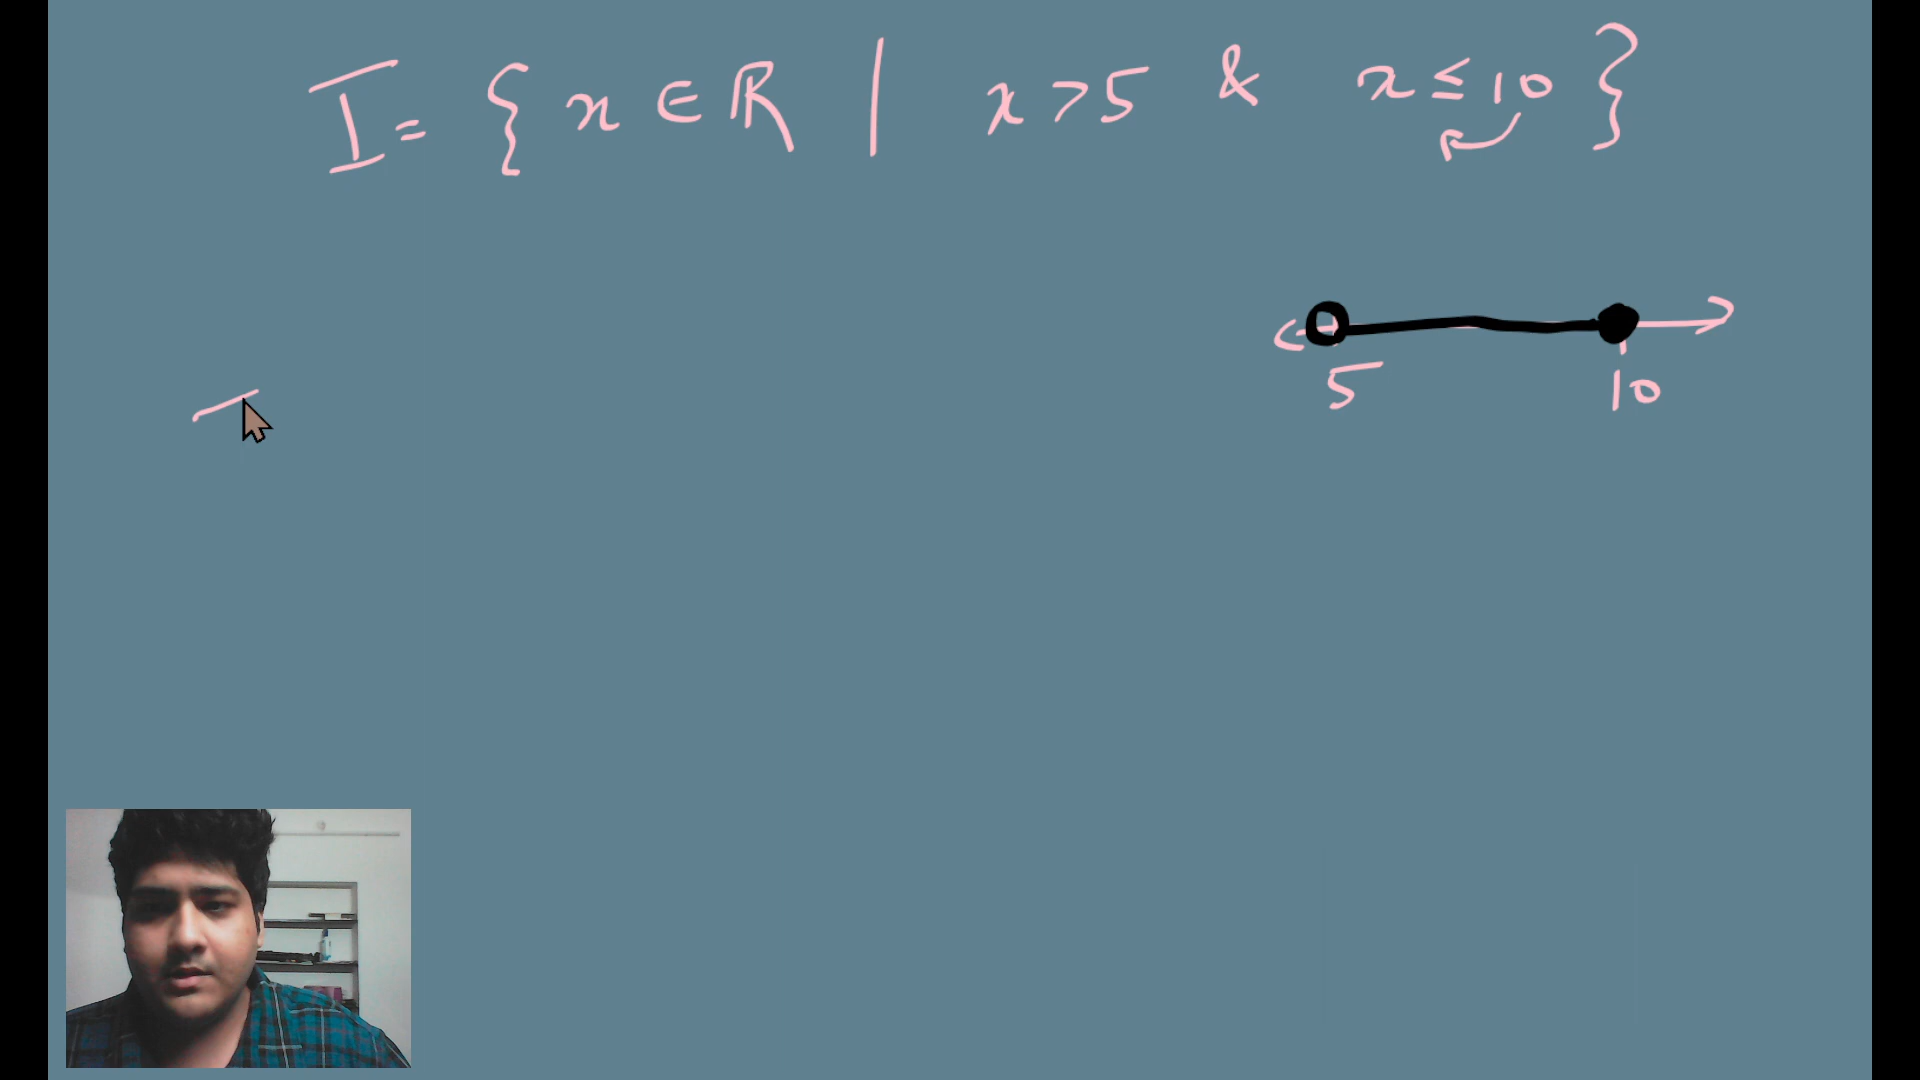 I = { x ∈ ℝ | x > 5 & x ≤ 10 }
5 10